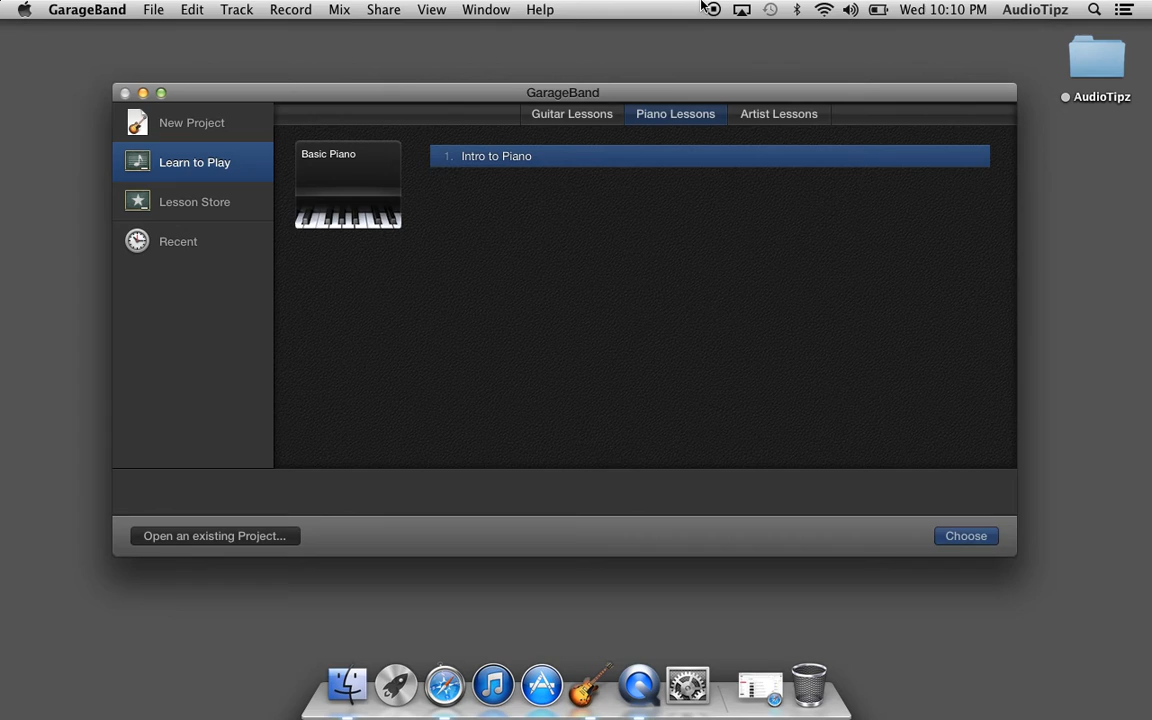 GarageBand File Edit Track Record Mix Share View Window Help Wed 10:10 PM AudioTipz
AudioTipz
GarageBand
New Project
Learn to Play
Lesson Store
Recent
Guitar Lessons Piano Lessons Artist Lessons
Basic Piano
1. Intro to Piano
Open an existing Project... Choose